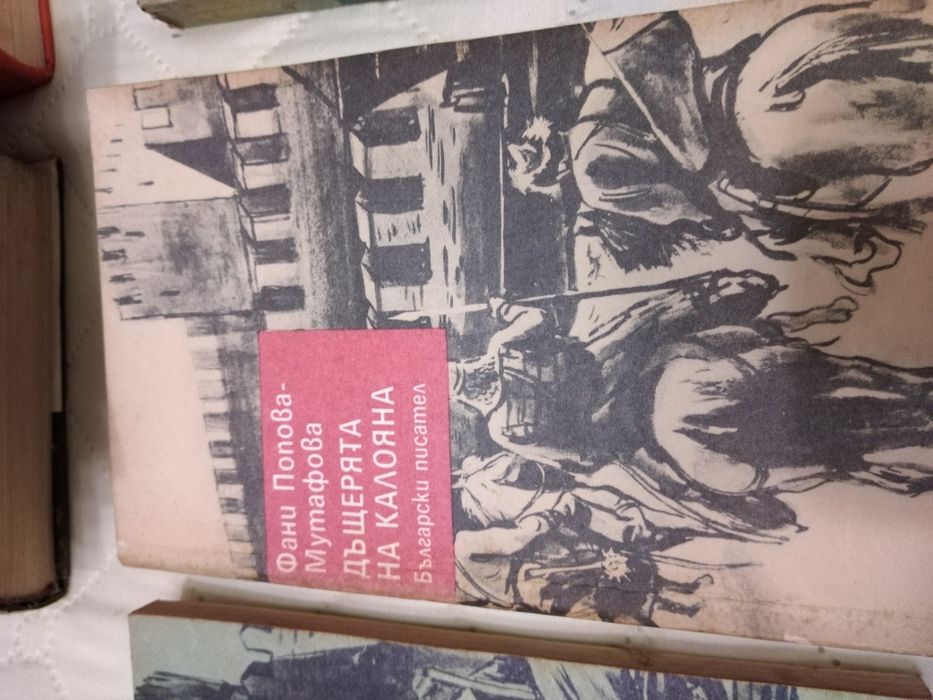 Фани Попова-
Мутафова
ДЪЩЕРЯТА
НА КАЛОЯНА
Български писател